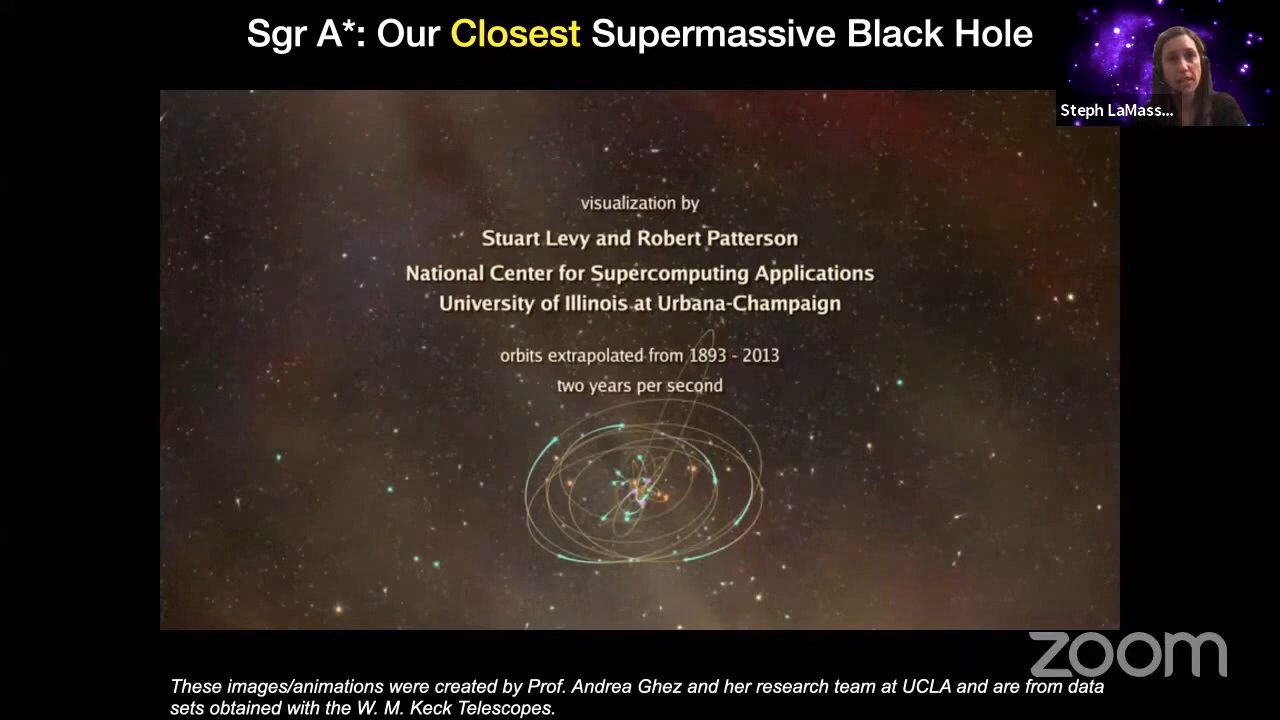 Sgr A*: Our Closest Supermassive Black Hole
Steph LaMass...
visualization by
Stuart Levy and Robert Patterson
National Center for Supercomputing Applications
University of Illinois at Urbana-Champaign
orbits extrapolated from 1893 - 2013
two years per second
zoom
These images/animations were created by Prof. Andrea Ghez and her research team at UCLA and are from data
sets obtained with the W. M. Keck Telescopes.